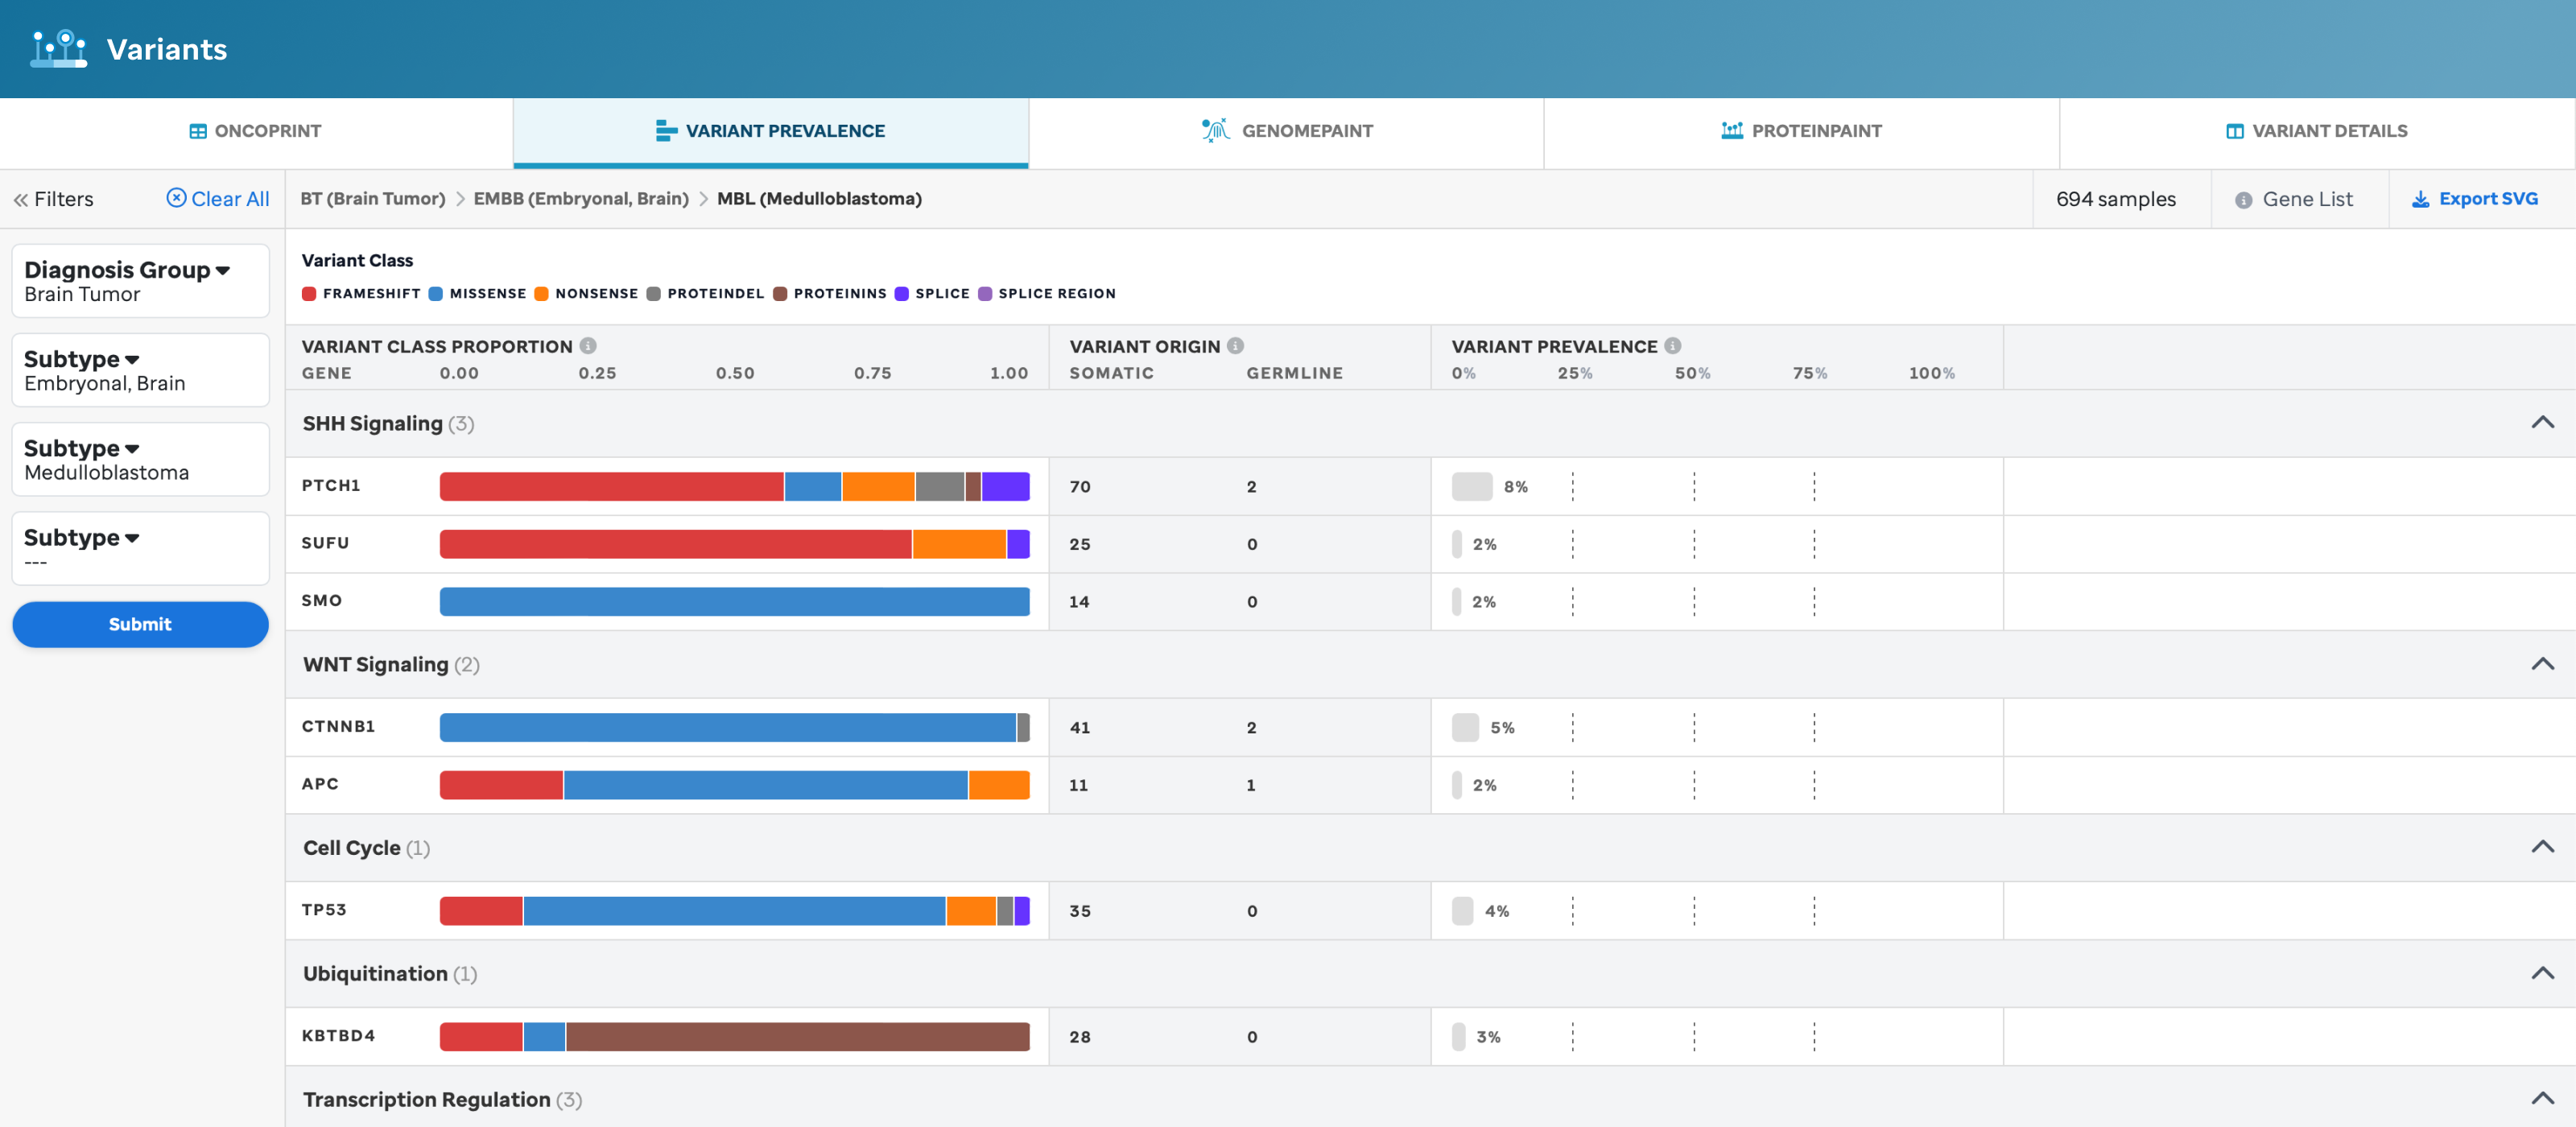 Variants
ONCOPRINT
VARIANT PREVALENCE
GENOMEPAINT
PROTEINPAINT
VARIANT DETAILS
Filters
Clear All
BT (Brain Tumor) > EMBB (Embryonal, Brain) > MBL (Medulloblastoma)
694 samples
Gene List
Export SVG
Diagnosis Group
Brain Tumor
Subtype
Embryonal, Brain
Subtype
Medulloblastoma
Subtype
---
Submit
Variant Class
FRAMESHIFT MISSENSE NONSENSE PROTEINDEL PROTEININS SPLICE SPLICE REGION
VARIANT CLASS PROPORTION VARIANT ORIGIN VARIANT PREVALENCE
GENE 0.00 0.25 0.50 0.75 1.00 SOMATIC GERMLINE 0% 25% 50% 75% 100%
SHH Signaling (3)
PTCH1 70 2 8%
SUFU 25 0 2%
SMO 14 0 2%
WNT Signaling (2)
CTNNB1 41 2 5%
APC 11 1 2%
Cell Cycle (1)
TP53 35 0 4%
Ubiquitination (1)
KBTBD4 28 0 3%
Transcription Regulation (3)